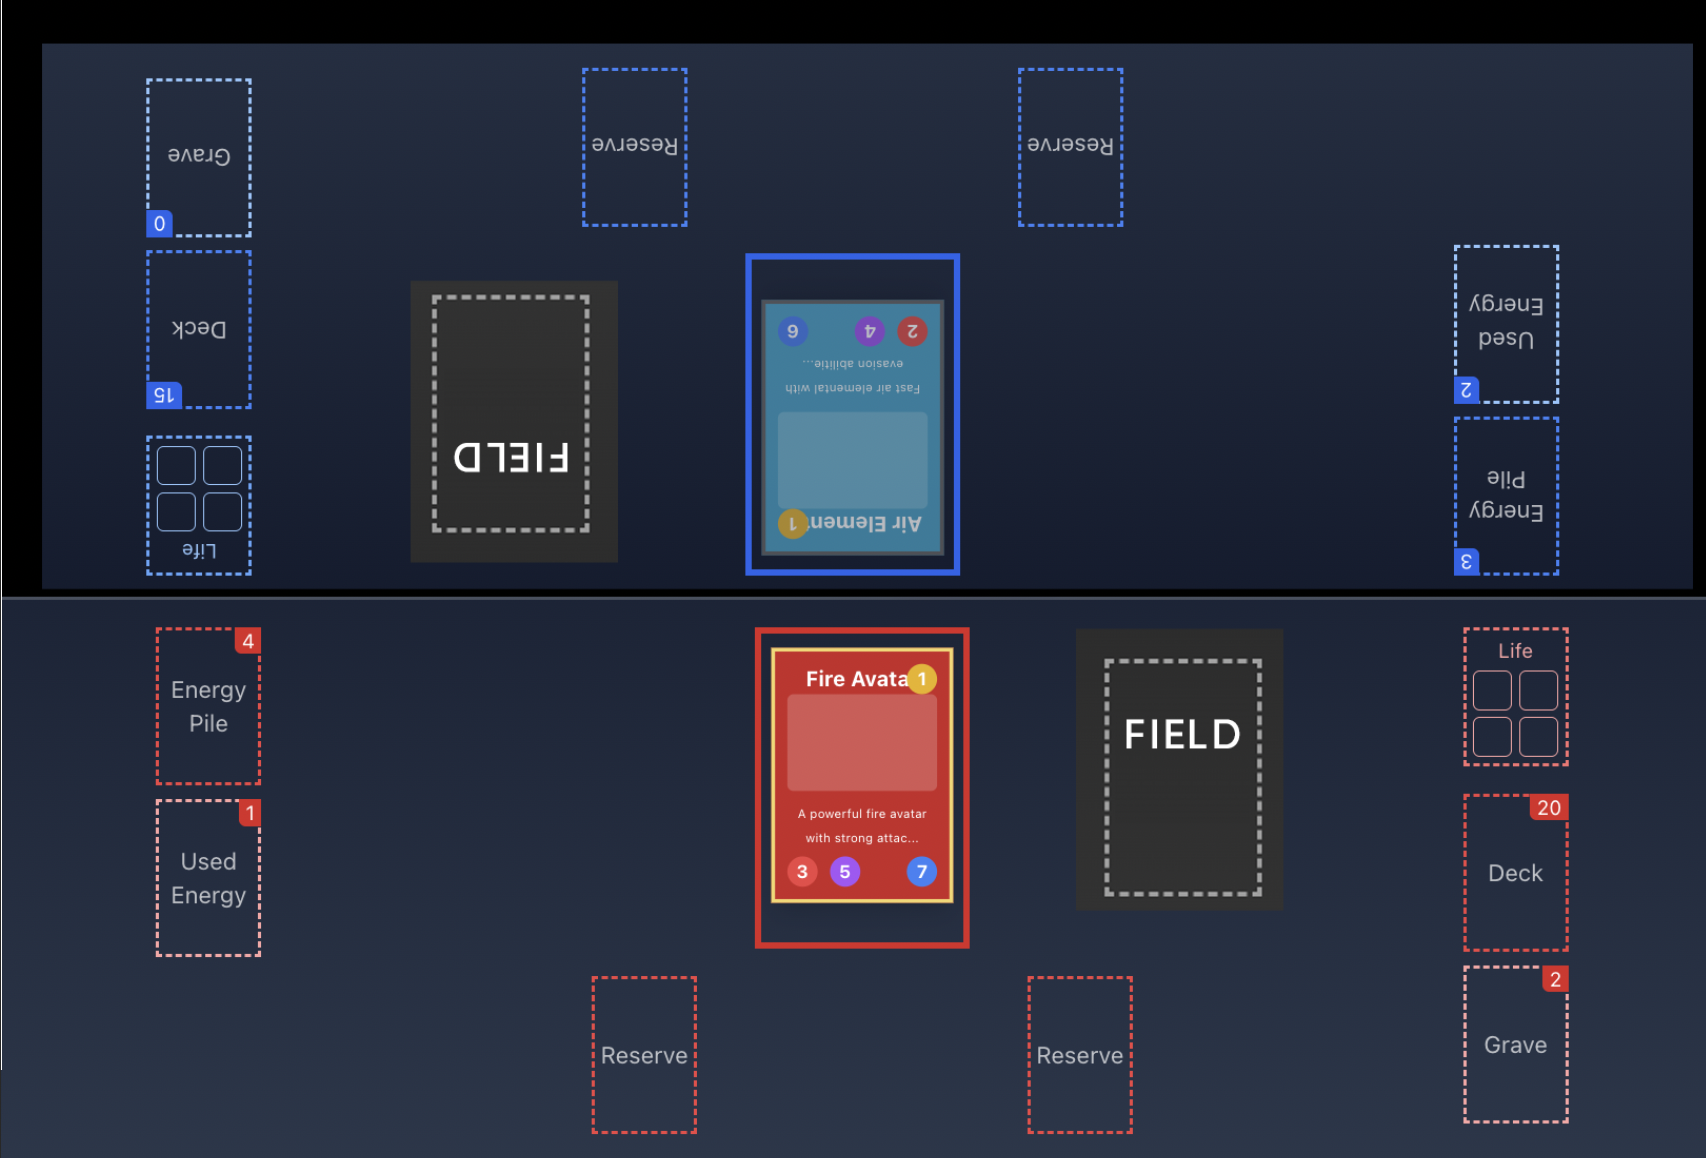 Grave
0
Reserve
Reserve
Deck
15
Life
FIELD
2
4
6
Fast air elemental with
evasion abilitie...
Air Elemen
1
Used
Energy
2
Energy
Pile
3
Energy
Pile
4
Used
Energy
1
Fire Avata
1
A powerful fire avatar
with strong attac...
3
5
7
FIELD
Life
20
Deck
2
Grave
Reserve
Reserve